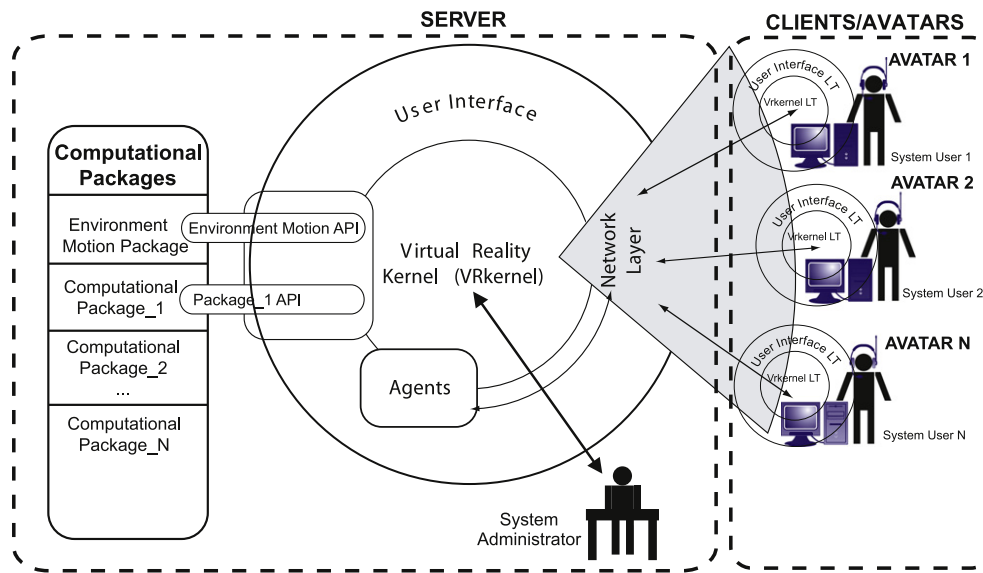 SERVER
CLIENTS/AVATARS
Computational
Packages
Environment
Motion Package
Computational
Package_1
Computational
Package_2
...
Computational
Package_N
Environment Motion API
Package_1 API
User Interface
Virtual Reality
Kernel (VRkernel)
Agents
Network
Layer
System
Administrator
AVATAR 1
User Interface LT
Vrkernel LT
System User 1
AVATAR 2
User Interface LT
Vrkernel LT
System User 2
AVATAR N
User Interface LT
Vrkernel LT
System User N